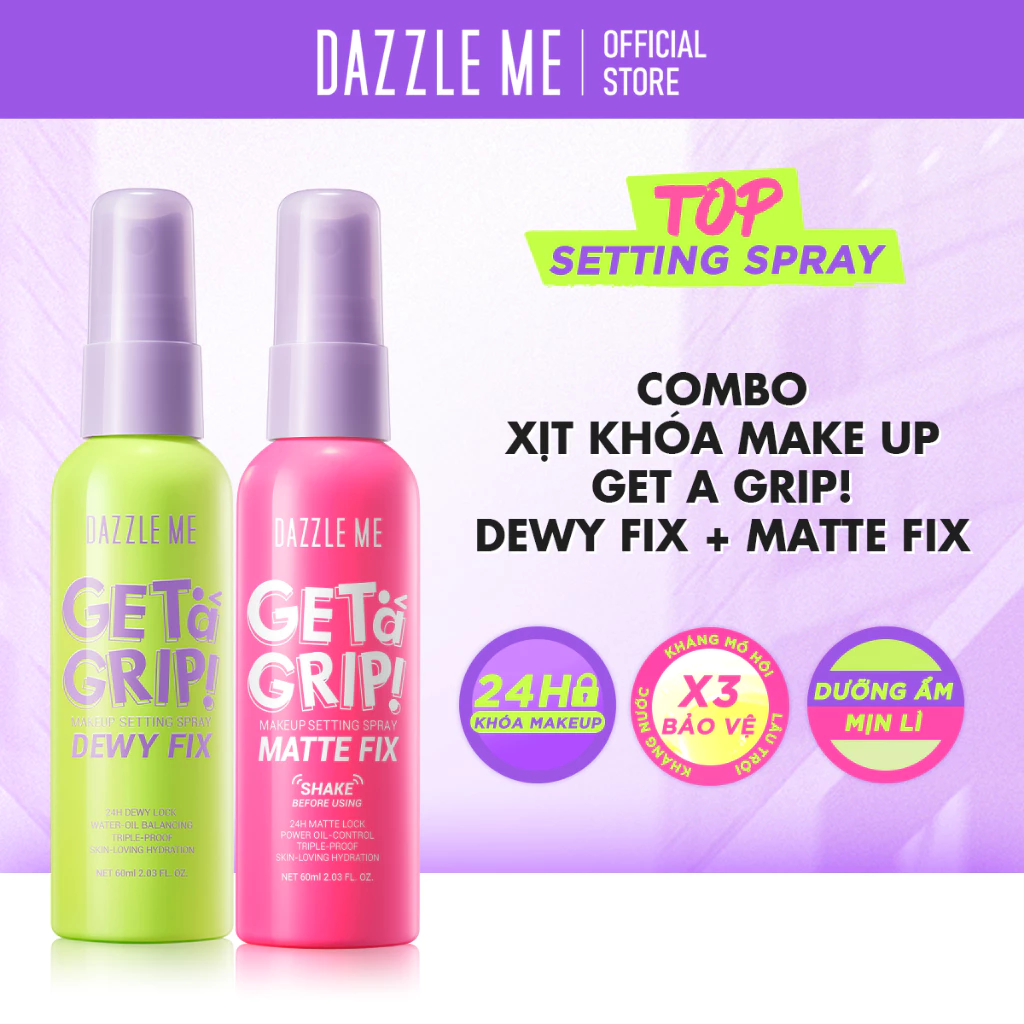 DAZZLE ME
OFFICIAL
STORE
TOP
SETTING SPRAY
COMBO
XỊT KHÓA MAKE UP
GET A GRIP!
DEWY FIX + MATTE FIX
24H
KHÓA MAKEUP
KHÁNG MỒ HÔI
X3
BẢO VỆ
KHÁNG NƯỚC
LÂU TRÔI
DƯỠNG ẨM
MỊN LÌ
DAZZLE ME
GET a
GRIP!
MAKEUP SETTING SPRAY
DEWY FIX
24H DEWY LOCK
WATER-OIL BALANCING
TRIPLE-PROOF
SKIN-LOVING HYDRATION
NET 60ml 2.03 FL. OZ.
DAZZLE ME
GET a
GRIP!
MAKEUP SETTING SPRAY
MATTE FIX
SHAKE
BEFORE USING
24H MATTE LOCK
POWER OIL-CONTROL
TRIPLE-PROOF
SKIN-LOVING HYDRATION
NET 60ml 2.03 FL. OZ.